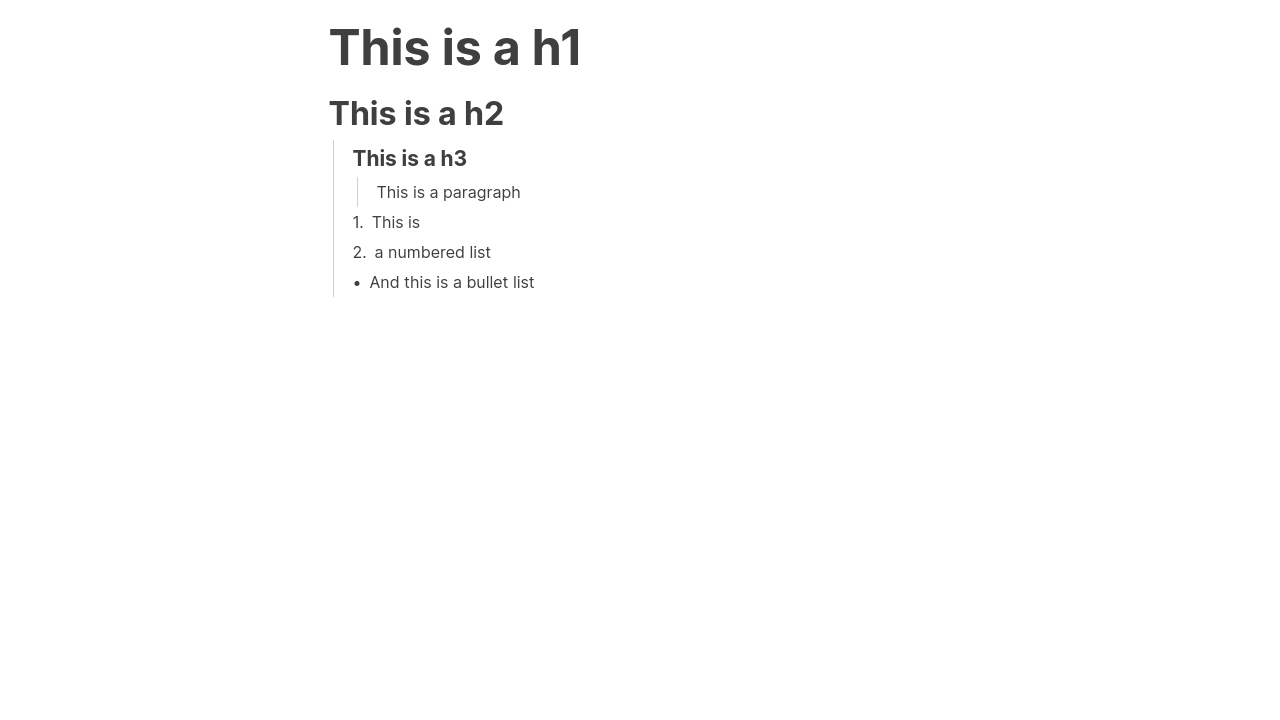 This is a h1
This is a h2
This is a h3
This is a paragraph
1. This is
2. a numbered list
• And this is a bullet list